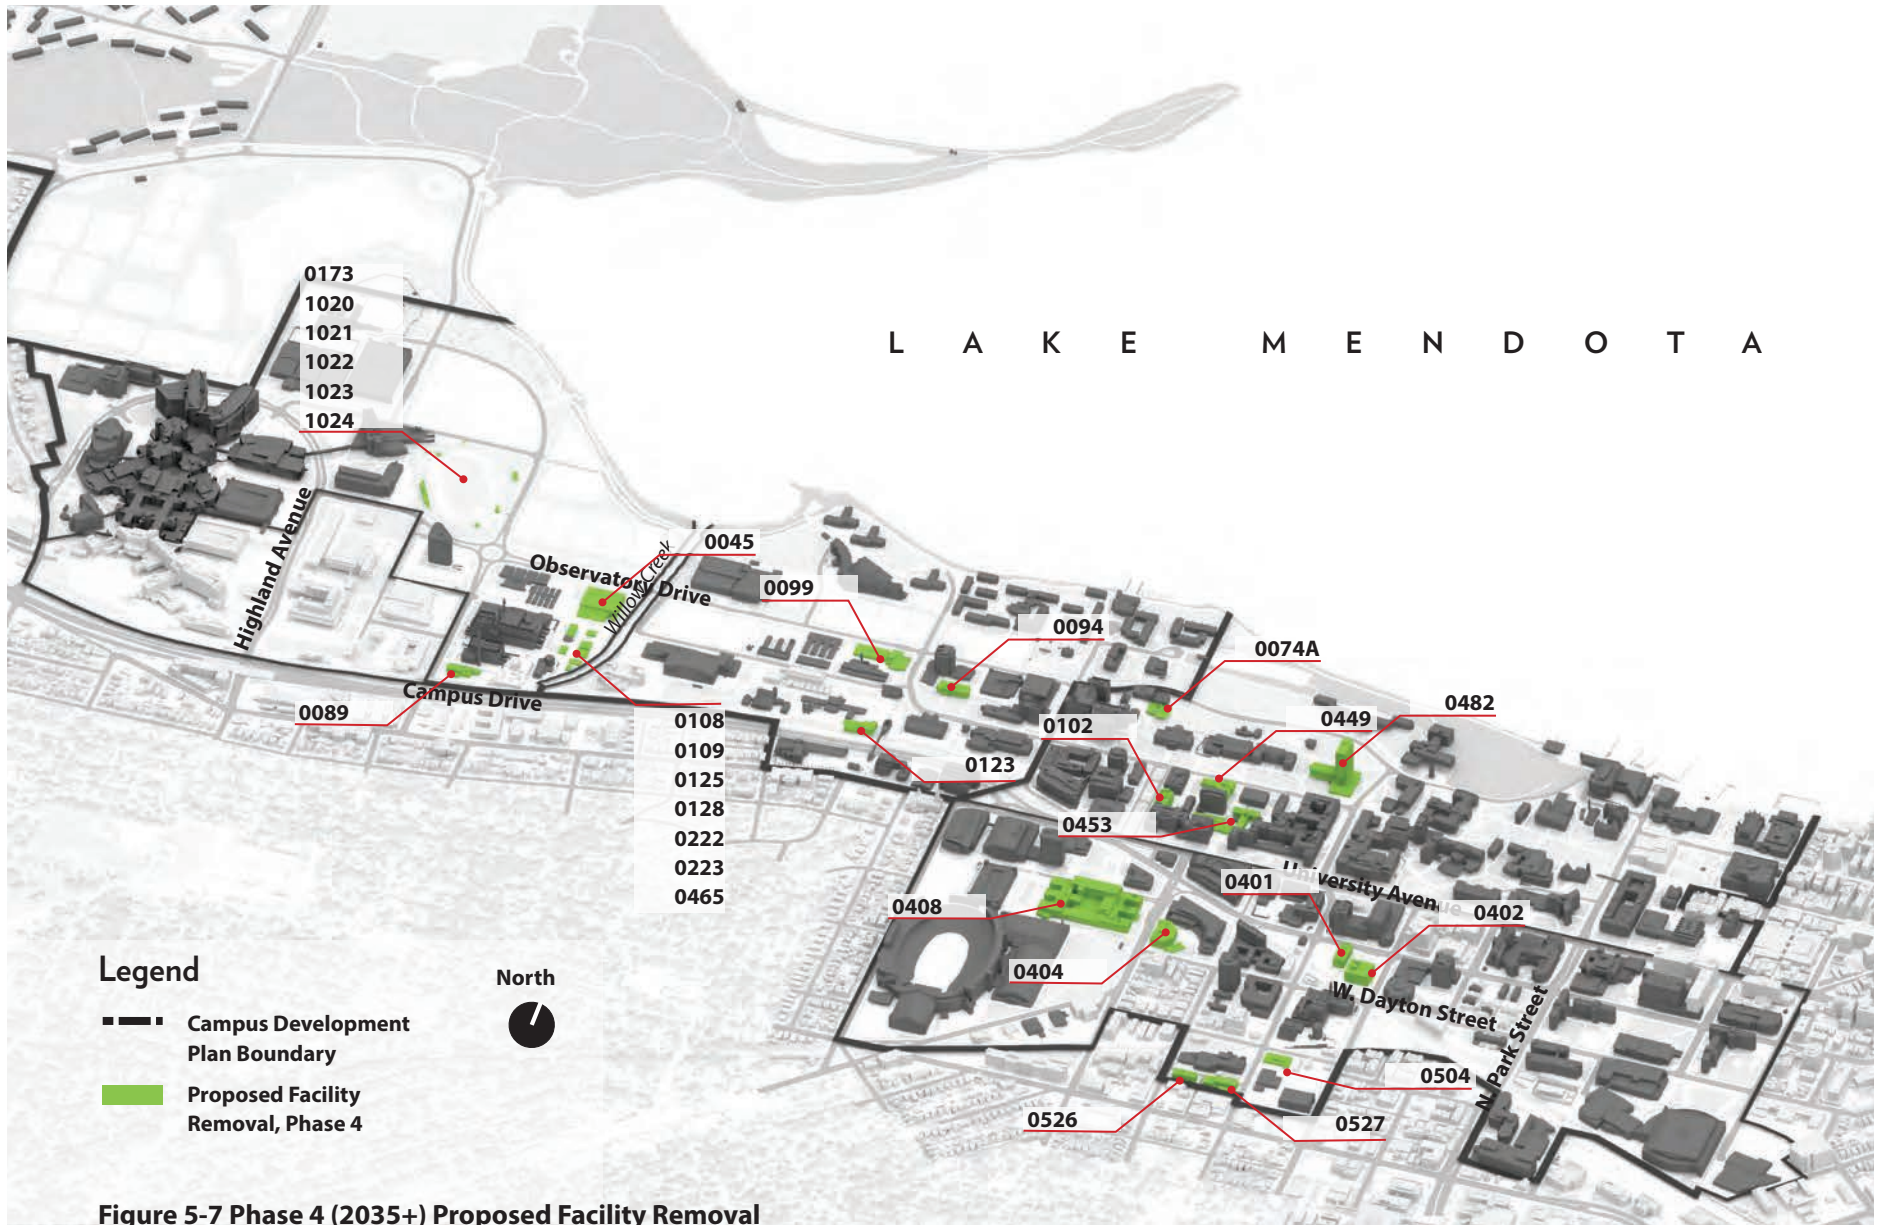 LAKE MENDOTA
0173
1020
1021
1022
1023
1024
Highland Avenue
Observatory Drive
Willow Creek
0045
0099
0094
0074A
0089
Campus Drive
0108
0109
0125
0128
0222
0223
0465
0123
0102
0449
0482
0453
University Avenue
0401
0402
0408
0404
W. Dayton Street
N. Park Street
0504
0526
0527
Legend
Campus Development
Plan Boundary
Proposed Facility
Removal, Phase 4
North
Figure 5-7 Phase 4 (2035+) Proposed Facility Removal